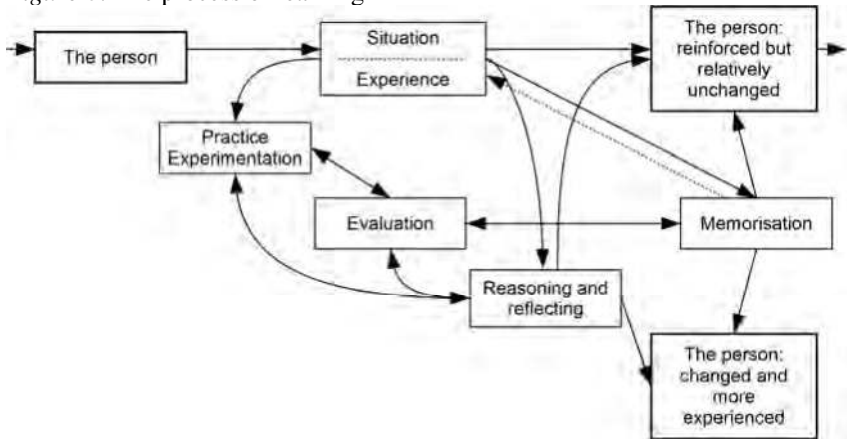 The person
Situation
Experience
The person:
reinforced but
relatively
unchanged
Practice
Experimentation
Evaluation
Memorisation
Reasoning and
reflecting
The person:
changed and
more
experienced